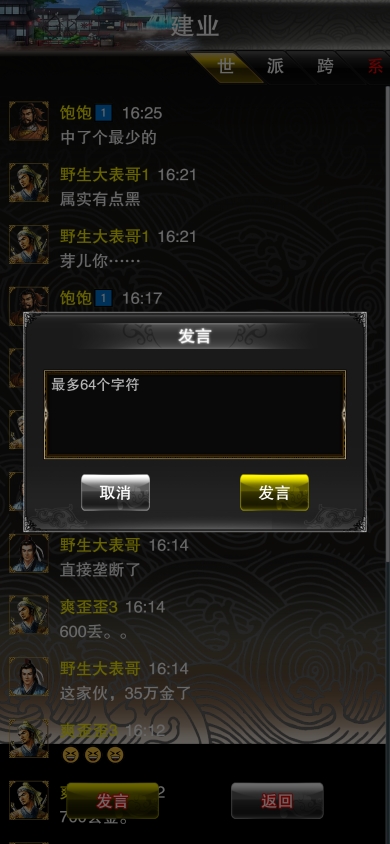 建业
世 派 跨 系
饱饱 1 16:25
中了个最少的
野生大表哥1 16:21
属实有点黑
野生大表哥1 16:21
芽儿你……
饱饱 1 16:17
发言
最多64个字符
取消 发言
野生大表哥 16:14
直接垄断了
爽歪歪3 16:14
600丢。。
野生大表哥 16:14
这家伙，35万金了
爽歪歪3 16:12
发言 返回